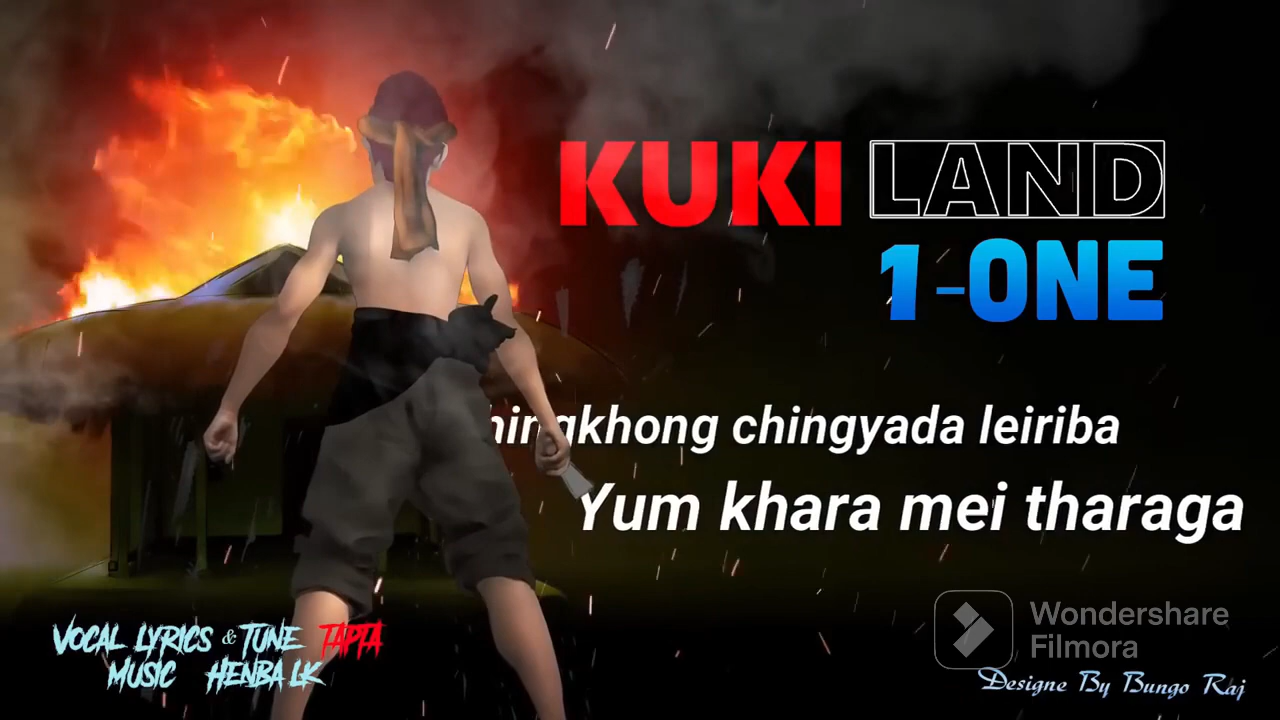 KUKI LAND
1-ONE
hingkhong chingyada leiriba
Yum khara mei tharaga
VOCAL LYRICS & TUNE TAPTA
MUSIC HENBA LK
Wondershare
Filmora
Designe By Bungo Raj